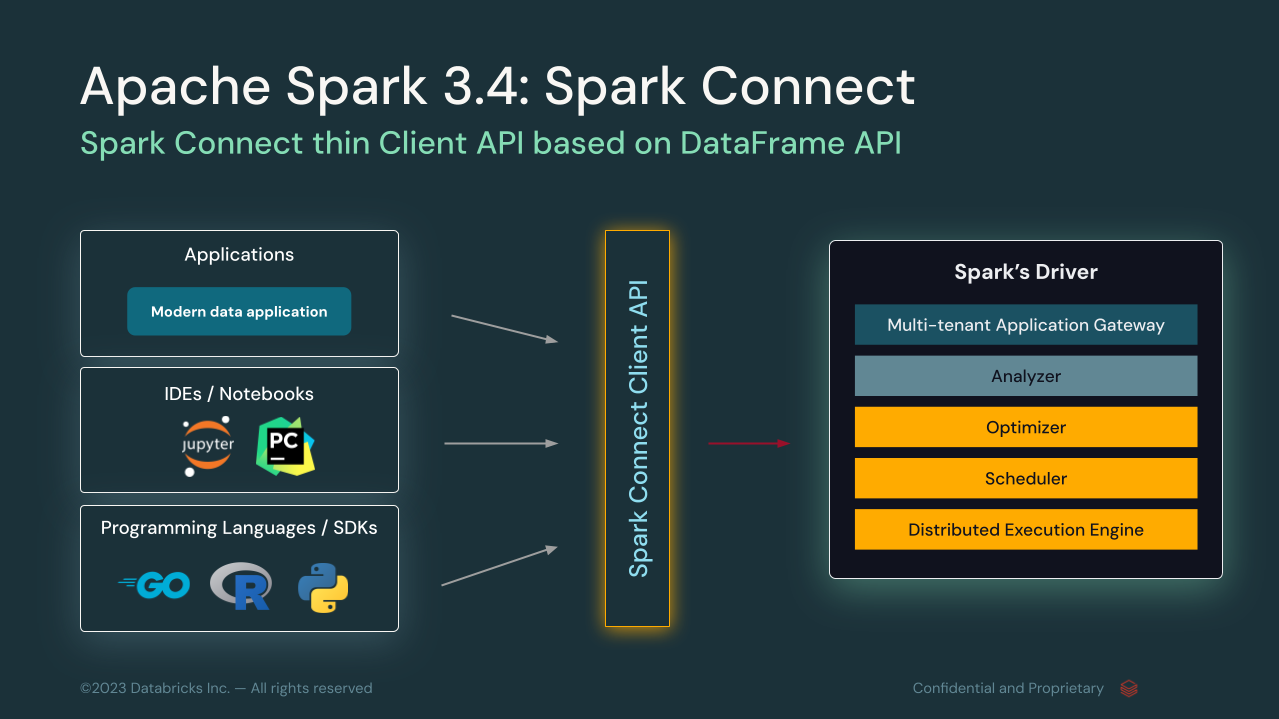 Apache Spark 3.4: Spark Connect
Spark Connect thin Client API based on DataFrame API
Applications
Modern data application
IDEs / Notebooks
jupyter
PC
Programming Languages / SDKs
GO
R
Spark Connect Client API
Spark’s Driver
Multi-tenant Application Gateway
Analyzer
Optimizer
Scheduler
Distributed Execution Engine
©2023 Databricks Inc. — All rights reserved
Confidential and Proprietary